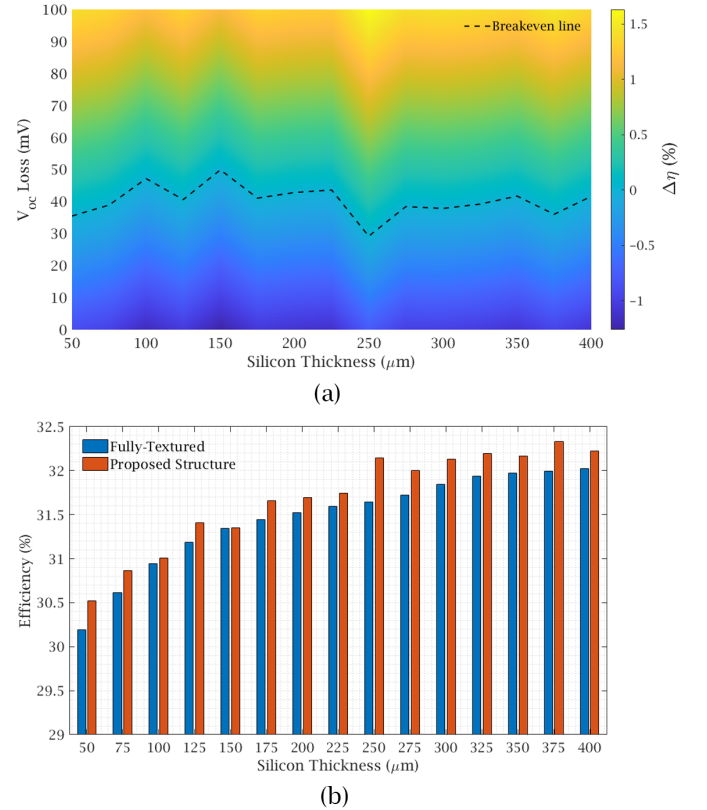 100
90
80
70
60
50
40
30
20
10
0
V_oc Loss (mV)
Breakeven line
50 100 150 200 250 300 350 400
Silicon Thickness (μm)
1.5
1
0.5
0
−0.5
−1
Δη (%)
(a)
32.5
32
31.5
31
30.5
30
29.5
29
Efficiency (%)
Fully-Textured
Proposed Structure
50 75 100 125 150 175 200 225 250 275 300 325 350 375 400
Silicon Thickness (μm)
(b)